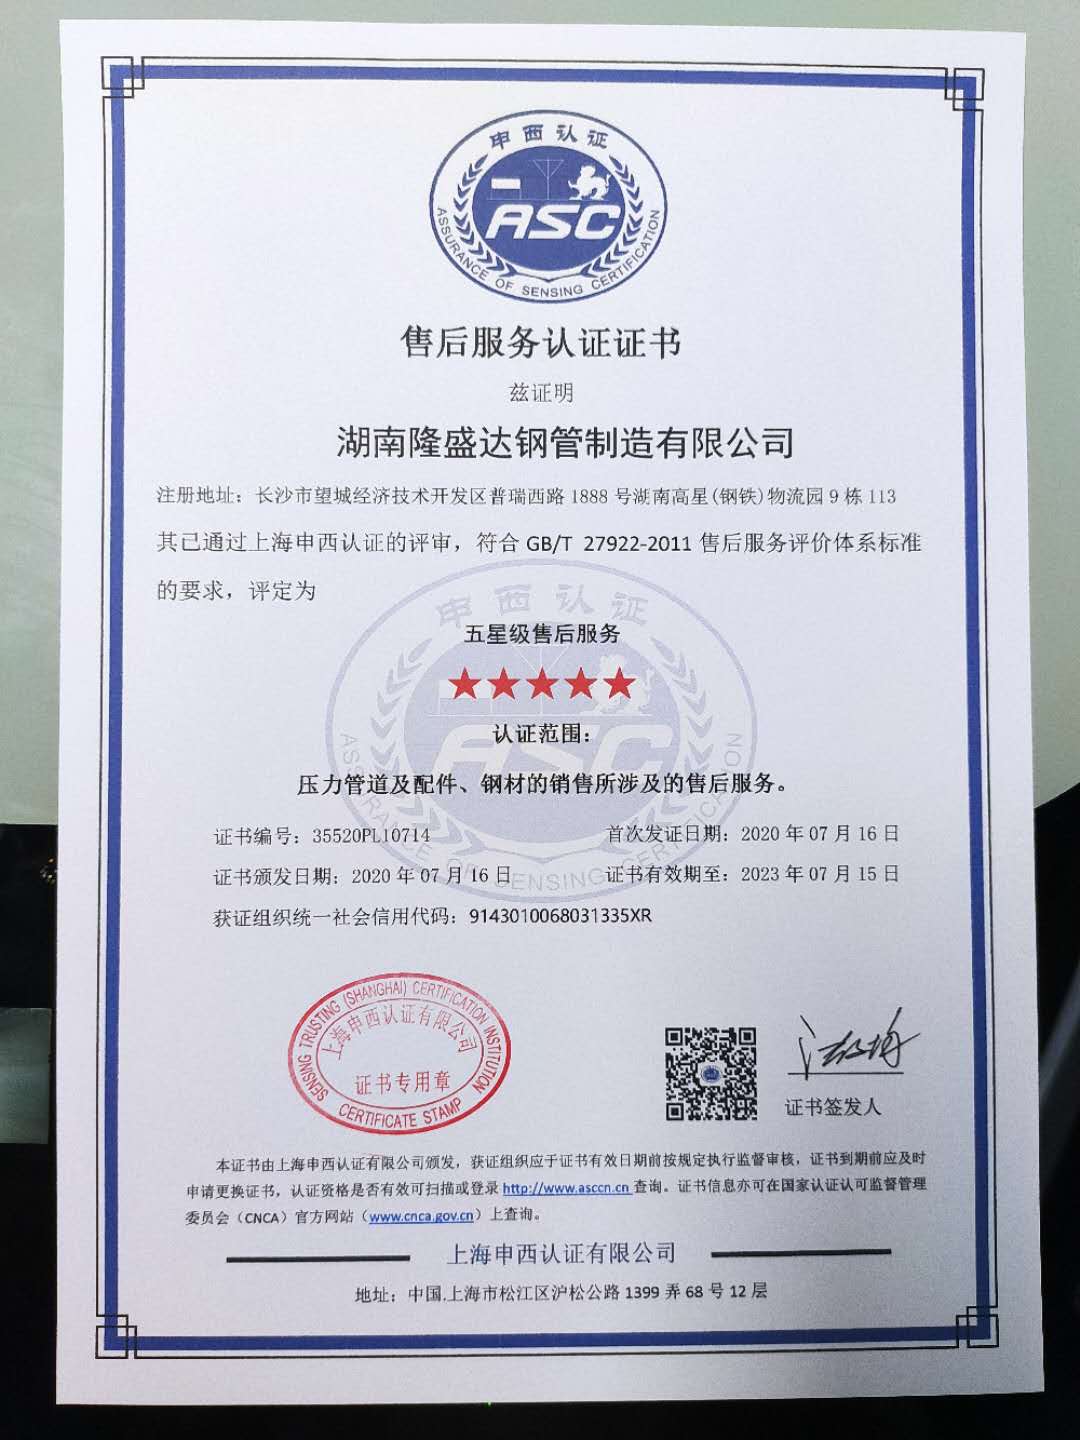 申西认证
ASC
ASSURANCE OF SENSING CERTIFICATION
售后服务认证证书
兹证明
湖南隆盛达钢管制造有限公司
注册地址：长沙市望城经济技术开发区普瑞西路 1888 号湖南高星(钢铁)物流园 9 栋 113
其已通过上海申西认证的评审，符合 GB/T 27922-2011 售后服务评价体系标准
的要求，评定为
申西认证
五星级售后服务
★★★★★
认证范围：
ASC
压力管道及配件、钢材的销售所涉及的售后服务。
ASSURANCE OF SENSING CERTIFICATION
证书编号：35520PL10714
首次发证日期：2020 年 07 月 16 日
证书颁发日期：2020 年 07 月 16 日
证书有效期至：2023 年 07 月 15 日
获证组织统一社会信用代码：9143010068031335XR
SENSING TRUSTING (SHANGHAI) CERTIFICATION INSTITUTION
上海申西认证有限公司
证书专用章
CERTIFICATE STAMP
证书签发人
本证书由上海申西认证有限公司颁发，获证组织应于证书有效日期前按规定执行监督审核，证书到期前应及时
申请更换证书，认证资格是否有效可扫描或登录 http://www.asccn.cn 查询。证书信息亦可在国家认证认可监督管理
委员会（CNCA）官方网站（www.cnca.gov.cn）上查询。
上海申西认证有限公司
地址：中国.上海市松江区沪松公路 1399 弄 68 号 12 层